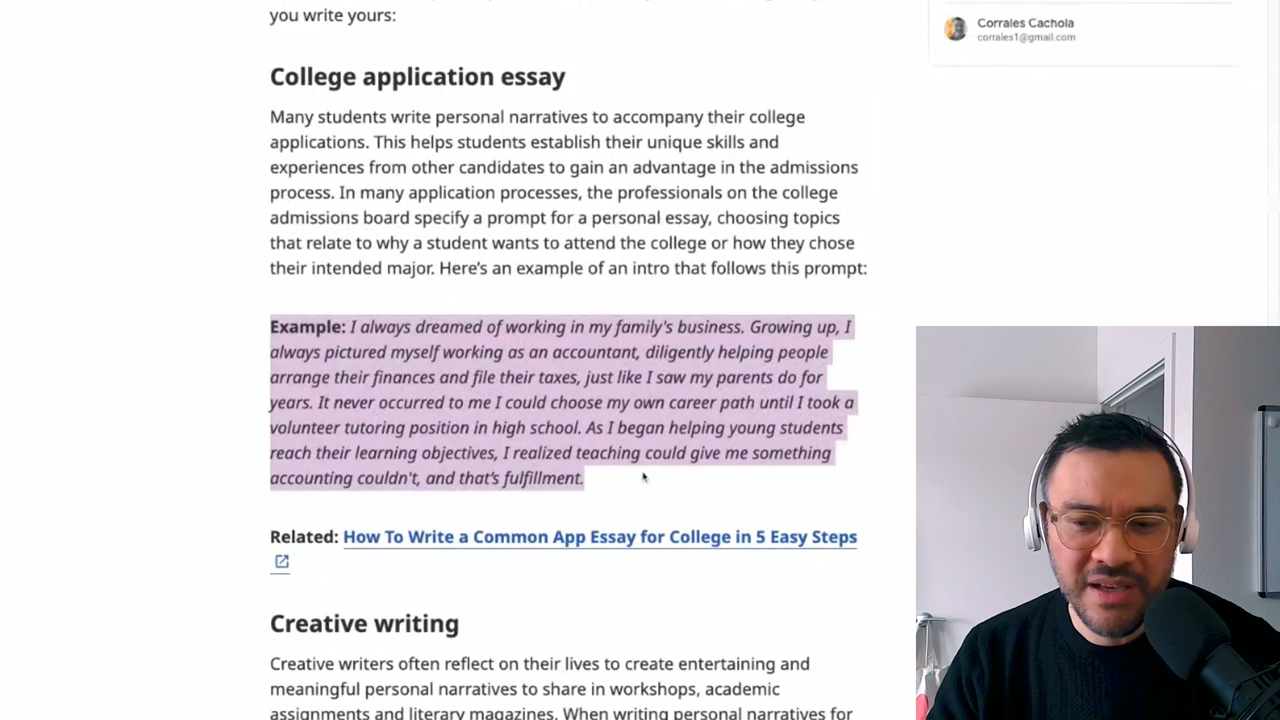 you write yours:
Corrales Cachola
corrales1@gmail.com
College application essay
Many students write personal narratives to accompany their college
applications. This helps students establish their unique skills and
experiences from other candidates to gain an advantage in the admissions
process. In many application processes, the professionals on the college
admissions board specify a prompt for a personal essay, choosing topics
that relate to why a student wants to attend the college or how they chose
their intended major. Here's an example of an intro that follows this prompt:
Example: I always dreamed of working in my family's business. Growing up, I
always pictured myself working as an accountant, diligently helping people
arrange their finances and file their taxes, just like I saw my parents do for
years. It never occurred to me I could choose my own career path until I took a
volunteer tutoring position in high school. As I began helping young students
reach their learning objectives, I realized teaching could give me something
accounting couldn't, and that's fulfillment.
Related: How To Write a Common App Essay for College in 5 Easy Steps
Creative writing
Creative writers often reflect on their lives to create entertaining and
meaningful personal narratives to share in workshops, academic
assignments and literary magazines. When writing personal narratives for